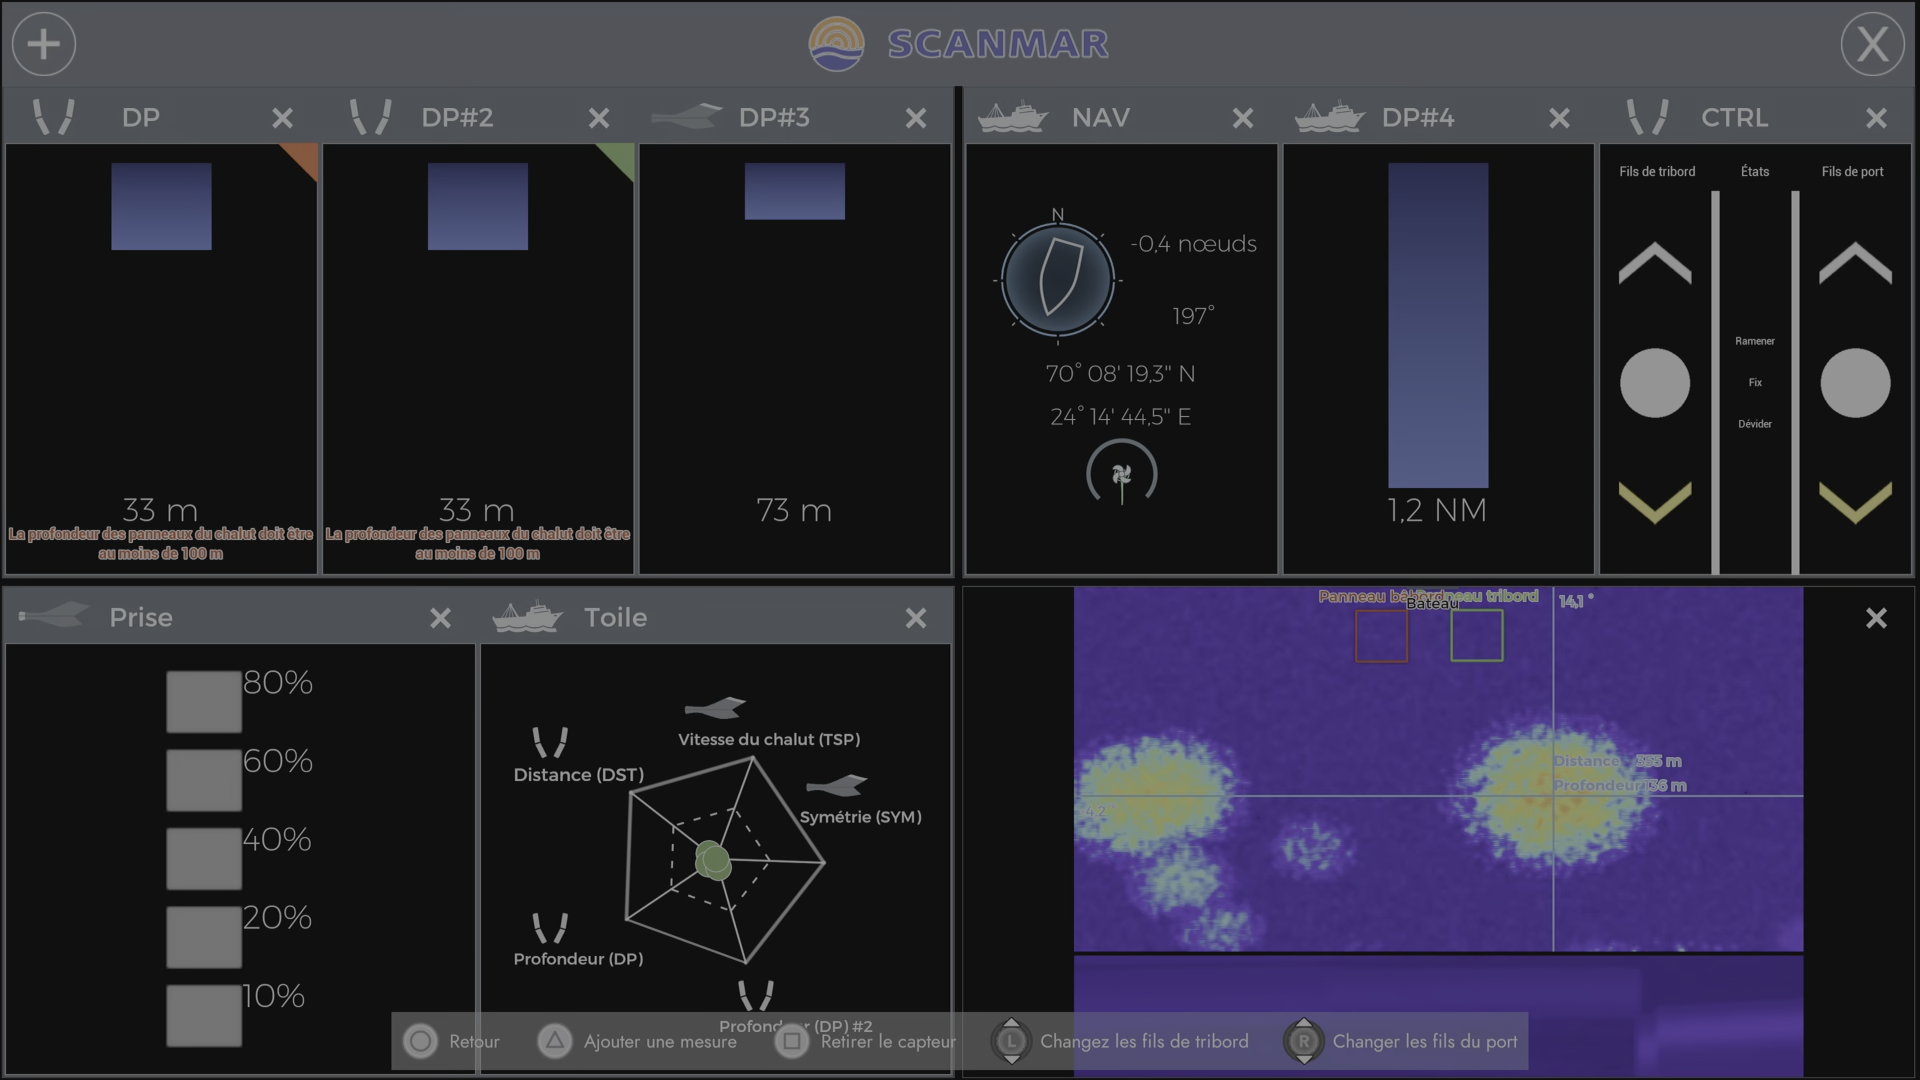 SCANMAR
X
DP
DP#2
DP#3
NAV
DP#4
CTRL
33 m
La profondeur des panneaux du chalut doit être
au moins de 100 m
33 m
La profondeur des panneaux du chalut doit être
au moins de 100 m
73 m
N
-0,4 nœuds
197°
70° 08' 19,3" N
24° 14' 44,5" E
1,2 NM
Fils de tribord
États
Fils de port
Ramener
Fix
Dévider
Prise
Toile
80%
60%
40%
20%
10%
Vitesse du chalut (TSP)
Distance (DST)
Symétrie (SYM)
Profondeur (DP)
(DP) #2
tribord
Panneau
Bateau
14,1 °
Distance
Profondeur
Retour
Ajouter une mesure
Retirer le capteur
L
Changez les fils de tribord
R
Changer les fils du port